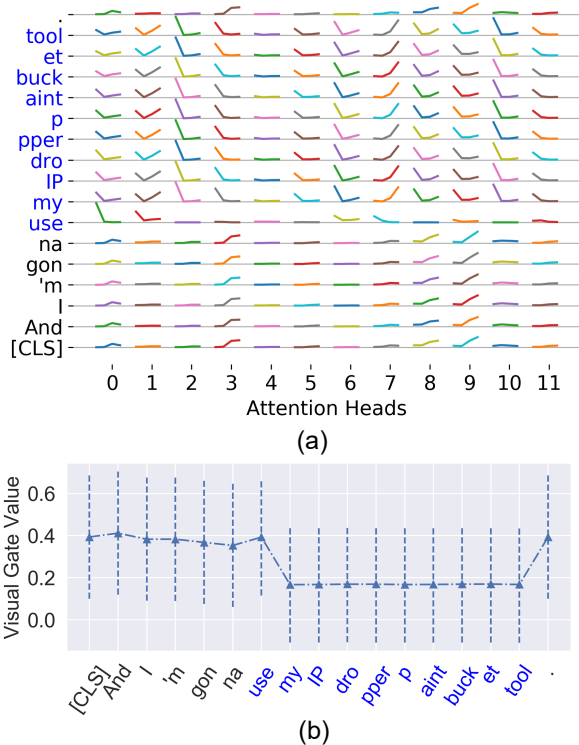 .
tool
et
buck
aint
p
pper
dro
IP
my
use
na
gon
'm
I
And
[CLS]
0 1 2 3 4 5 6 7 8 9 10 11
Attention Heads
(a)
Visual Gate Value
0.6
0.4
0.2
0.0
[CLS] And I 'm gon na use my IP dro pper p aint buck et tool .
(b)